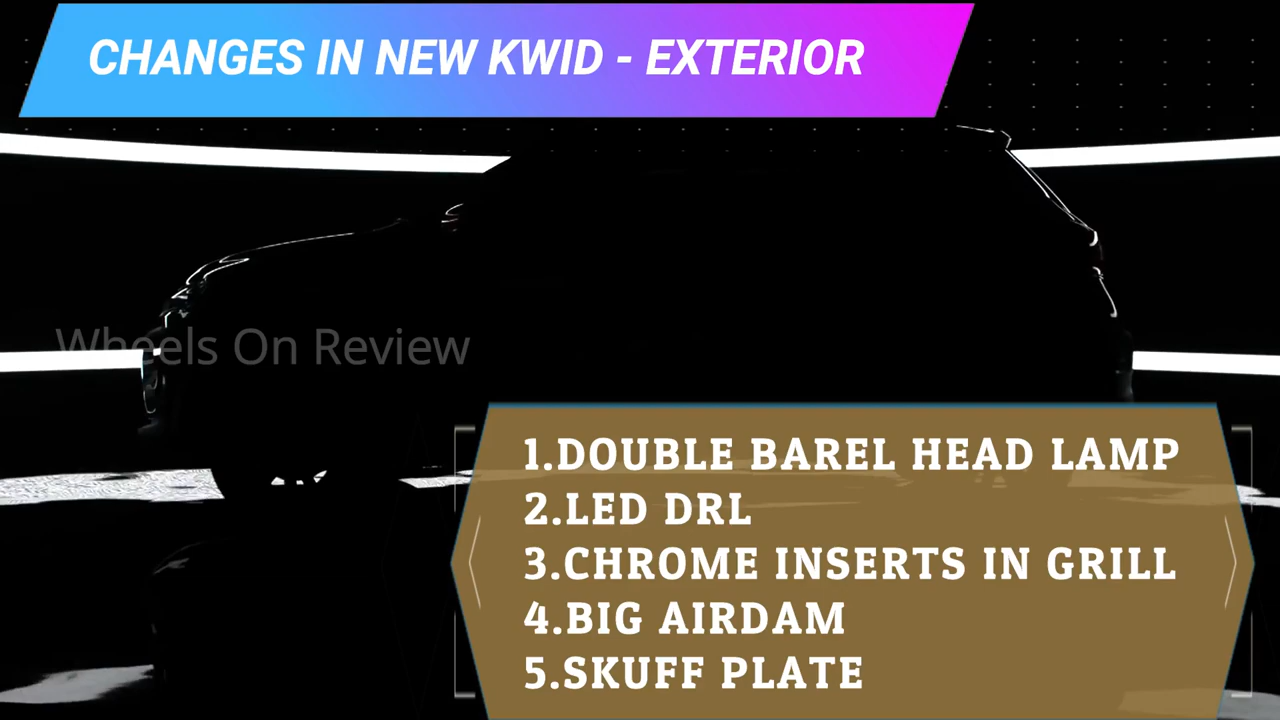 CHANGES IN NEW KWID - EXTERIOR
Wheels On Review
1.DOUBLE BAREL HEAD LAMP
2.LED DRL
3.CHROME INSERTS IN GRILL
4.BIG AIRDAM
5.SKUFF PLATE